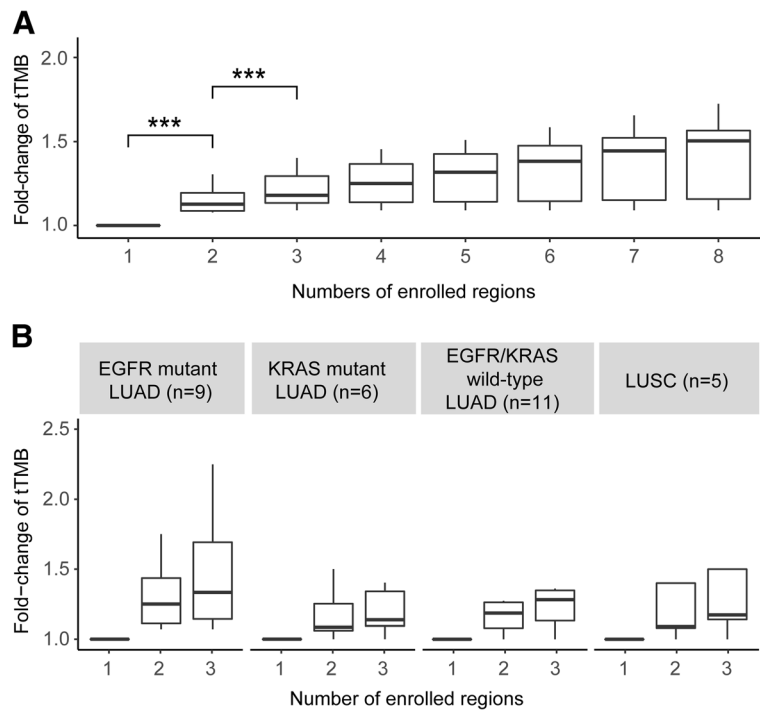 A
Fold-change of tTMB
2.0
1.5
1.0
***
***
1 2 3 4 5 6 7 8
Numbers of enrolled regions
B
EGFR mutant
LUAD (n=9)
KRAS mutant
LUAD (n=6)
EGFR/KRAS
wild-type
LUAD (n=11)
LUSC (n=5)
Fold−change of tTMB
2.5
2.0
1.5
1.0
1 2 3 1 2 3 1 2 3 1 2 3
Number of enrolled regions